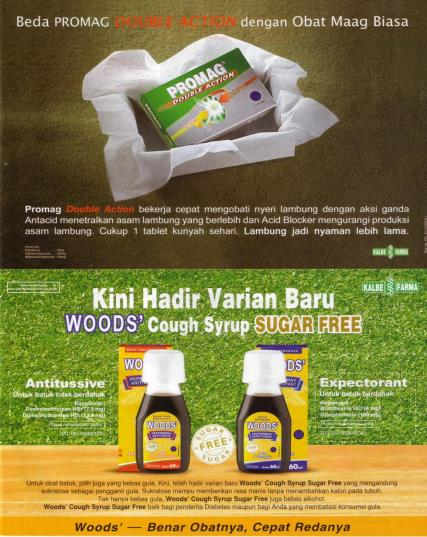 Beda PROMAG DOUBLE ACTION dengan Obat Maag Biasa
PROMAG
DOUBLE ACTION
Promag Double Action bekerja cepat mengobati nyeri lambung dengan aksi ganda
Antacid menetralkan asam lambung yang berlebih dan Acid Blocker mengurangi produksi
asam lambung. Cukup 1 tablet kunyah sehari. Lambung jadi nyaman lebih lama.
KALBE FARMA
KALBE FARMA
Kini Hadir Varian Baru
WOODS' Cough Syrup SUGAR FREE
Antitussive
Untuk batuk tidak berdahak
Expectorant
Untuk batuk berdahak
WOODS'
WOODS'
WOODS'
SUGAR
FREE
SUGAR
60ml
60ml
Untuk obat batuk, pilih juga yang bebas gula. Kini, telah hadir varian baru Woods' Cough Syrup Sugar Free yang mengandung
sukralose sebagai pengganti gula. Sukralose mampu memberikan rasa manis tanpa menambahkan kalori pada tubuh.
Tak hanya bebas gula, Woods' Cough Syrup Sugar Free juga bebas alkohol.
Woods' Cough Syrup Sugar Free baik bagi penderita Diabetes maupun bagi Anda yang membatasi konsumsi gula.
Woods' — Benar Obatnya, Cepat Redanya